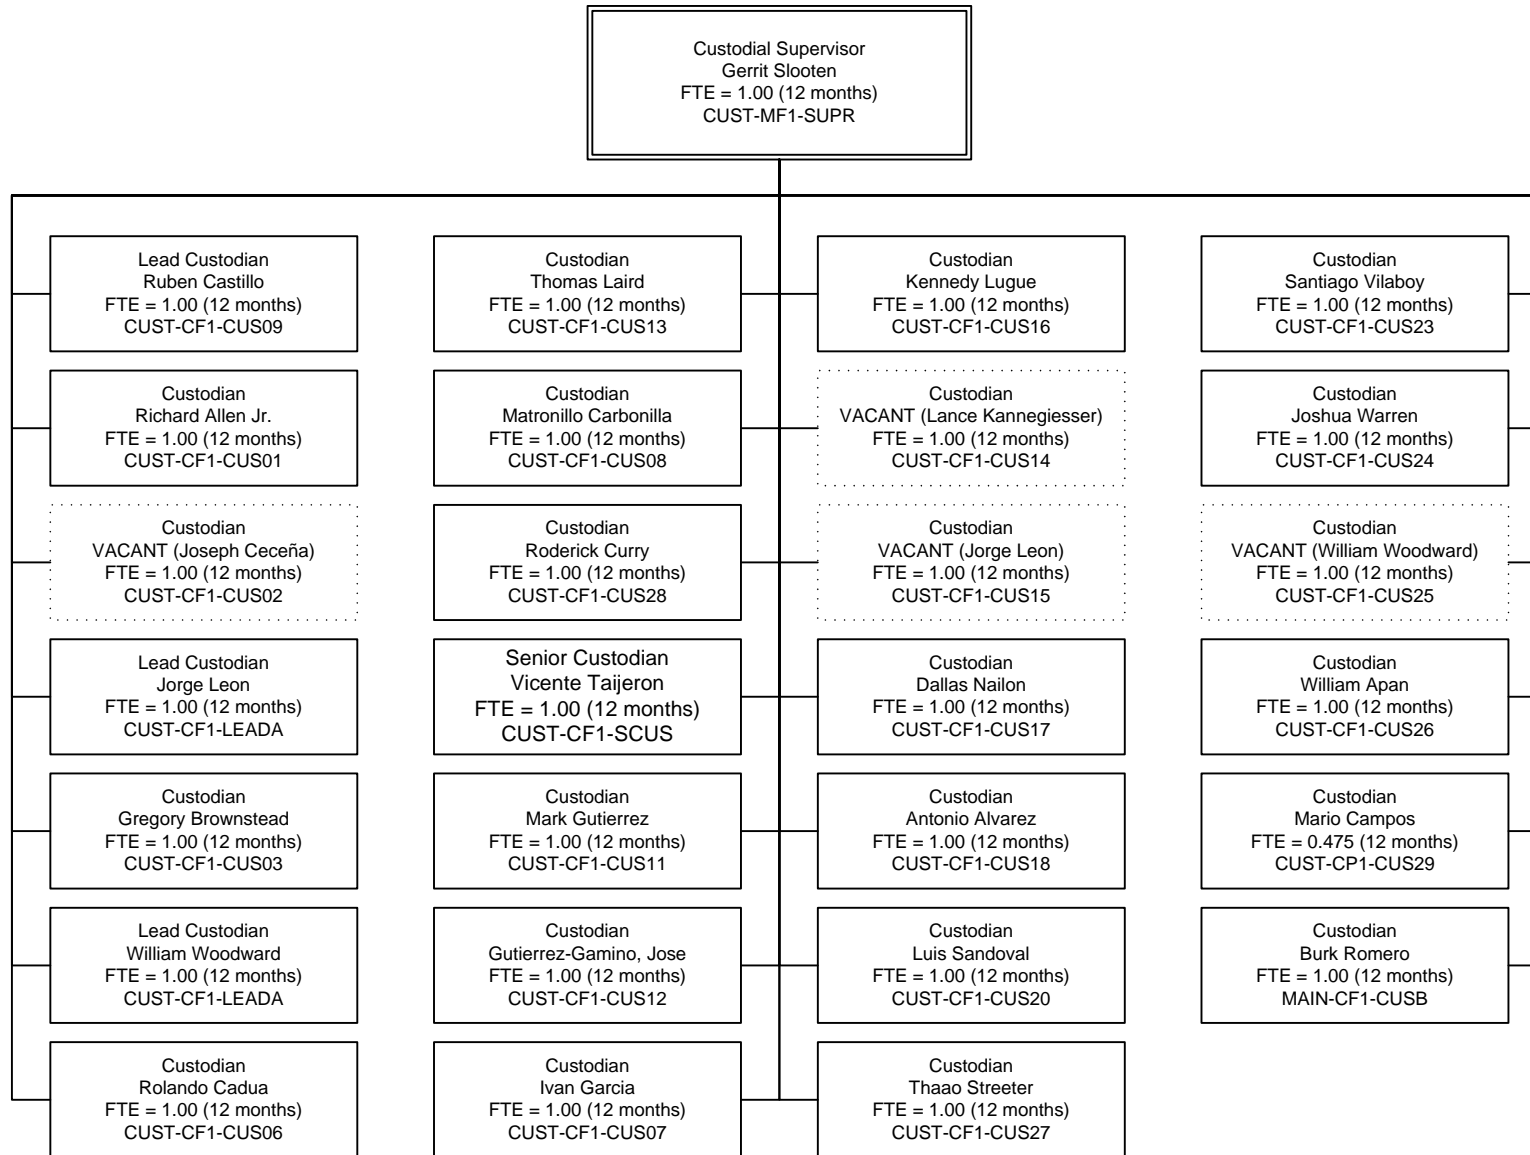 Custodial Supervisor
Gerrit Slooten
FTE = 1.00 (12 months)
CUST-MF1-SUPR
Lead Custodian
Ruben Castillo
FTE = 1.00 (12 months)
CUST-CF1-CUS09
Custodian
Thomas Laird
FTE = 1.00 (12 months)
CUST-CF1-CUS13
Custodian
Kennedy Lugue
FTE = 1.00 (12 months)
CUST-CF1-CUS16
Custodian
Santiago Vilaboy
FTE = 1.00 (12 months)
CUST-CF1-CUS23
Custodian
Richard Allen Jr.
FTE = 1.00 (12 months)
CUST-CF1-CUS01
Custodian
Matronillo Carbonilla
FTE = 1.00 (12 months)
CUST-CF1-CUS08
Custodian
VACANT (Lance Kannegiesser)
FTE = 1.00 (12 months)
CUST-CF1-CUS14
Custodian
Joshua Warren
FTE = 1.00 (12 months)
CUST-CF1-CUS24
Custodian
VACANT (Joseph Ceceña)
FTE = 1.00 (12 months)
CUST-CF1-CUS02
Custodian
Roderick Curry
FTE = 1.00 (12 months)
CUST-CF1-CUS28
Custodian
VACANT (Jorge Leon)
FTE = 1.00 (12 months)
CUST-CF1-CUS15
Custodian
VACANT (William Woodward)
FTE = 1.00 (12 months)
CUST-CF1-CUS25
Lead Custodian
Jorge Leon
FTE = 1.00 (12 months)
CUST-CF1-LEADA
Senior Custodian
Vicente Taijeron
FTE = 1.00 (12 months)
CUST-CF1-SCUS
Custodian
Dallas Nailon
FTE = 1.00 (12 months)
CUST-CF1-CUS17
Custodian
William Apan
FTE = 1.00 (12 months)
CUST-CF1-CUS26
Custodian
Gregory Brownstead
FTE = 1.00 (12 months)
CUST-CF1-CUS03
Custodian
Mark Gutierrez
FTE = 1.00 (12 months)
CUST-CF1-CUS11
Custodian
Antonio Alvarez
FTE = 1.00 (12 months)
CUST-CF1-CUS18
Custodian
Mario Campos
FTE = 0.475 (12 months)
CUST-CP1-CUS29
Lead Custodian
William Woodward
FTE = 1.00 (12 months)
CUST-CF1-LEADA
Custodian
Gutierrez-Gamino, Jose
FTE = 1.00 (12 months)
CUST-CF1-CUS12
Custodian
Luis Sandoval
FTE = 1.00 (12 months)
CUST-CF1-CUS20
Custodian
Burk Romero
FTE = 1.00 (12 months)
MAIN-CF1-CUSB
Custodian
Rolando Cadua
FTE = 1.00 (12 months)
CUST-CF1-CUS06
Custodian
Ivan Garcia
FTE = 1.00 (12 months)
CUST-CF1-CUS07
Custodian
Thaao Streeter
FTE = 1.00 (12 months)
CUST-CF1-CUS27